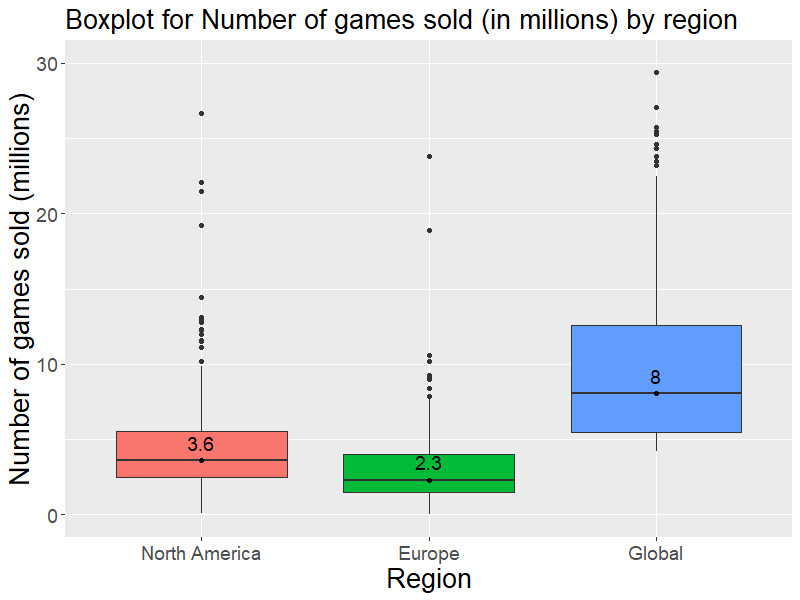 Boxplot for Number of games sold (in millions) by region
Number of games sold (millions)
30
20
10
0
3.6
2.3
8
North America
Europe
Global
Region